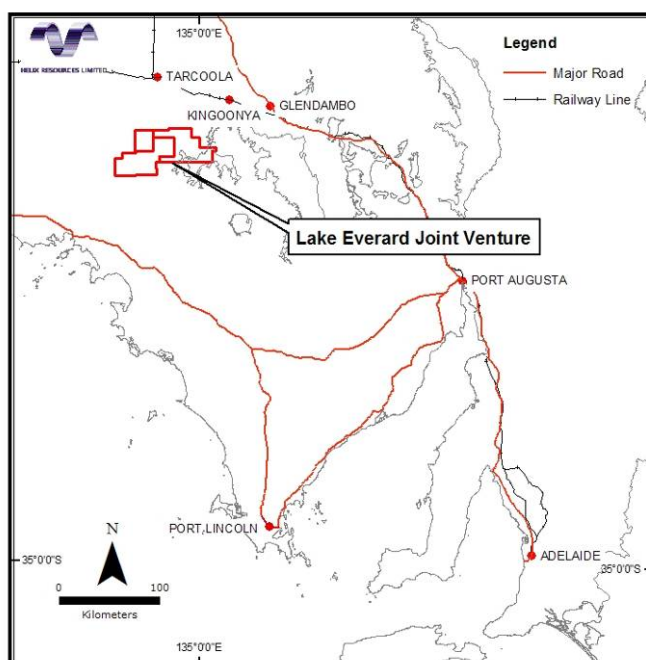 135°0'0"E
HELIX RESOURCES LIMITED
Legend
Major Road
Railway Line
TARCOOLA
KINGOONYA
GLENDAMBO
Lake Everard Joint Venture
PORT AUGUSTA
PORT LINCOLN
ADELAIDE
N
35°0'0"S
35°0'0"S
0 100
Kilometers
135°0'0"E